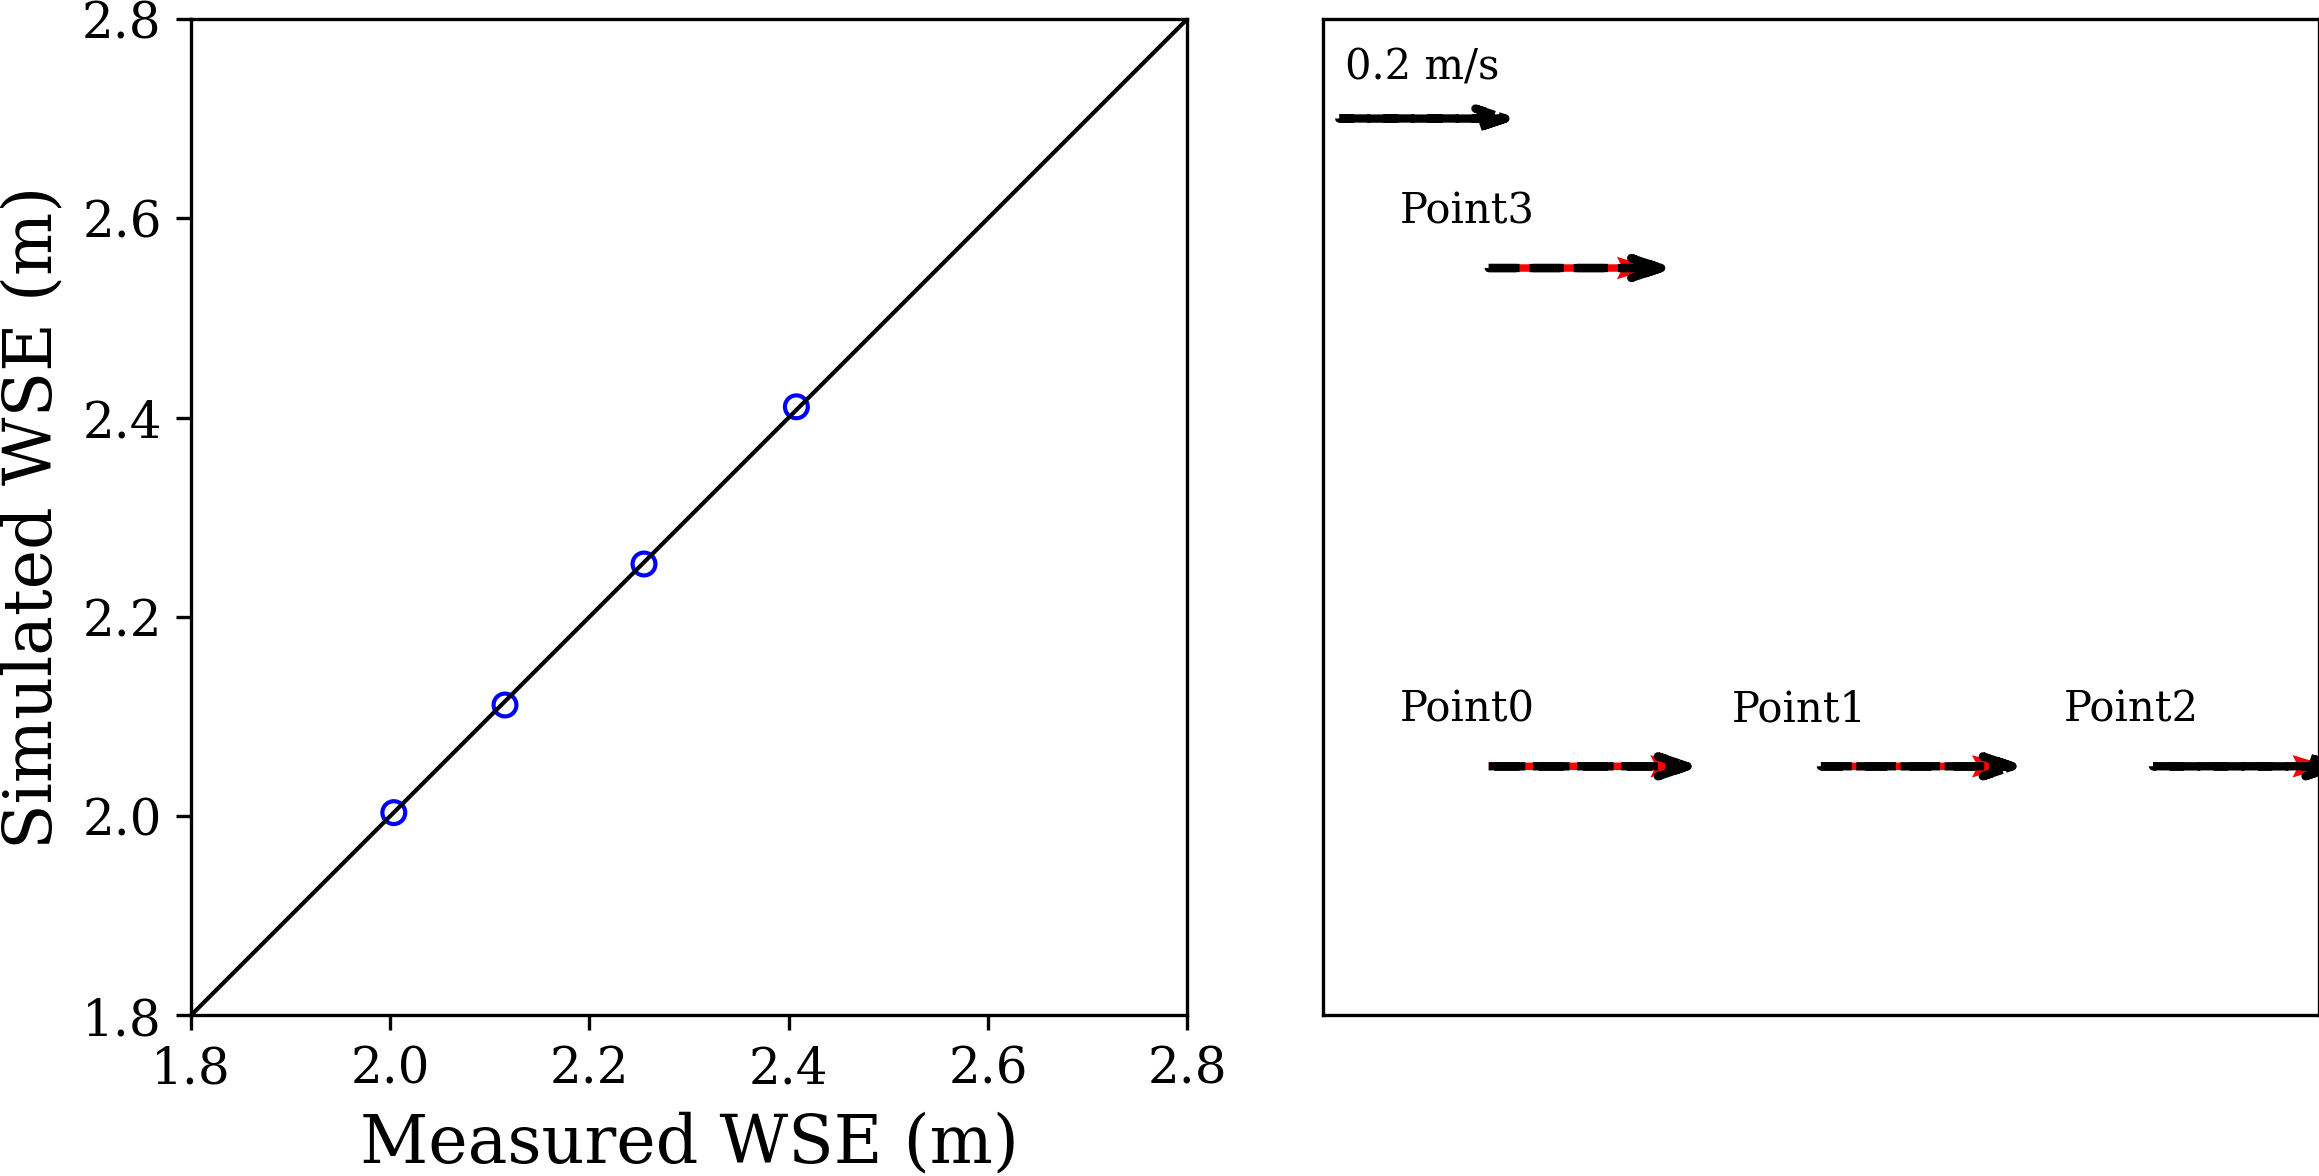 2.8
2.6
2.4
2.2
2.0
1.8
Simulated WSE (m)
1.8 2.0 2.2 2.4 2.6 2.8
Measured WSE (m)
0.2 m/s
Point3
Point0 Point1 Point2